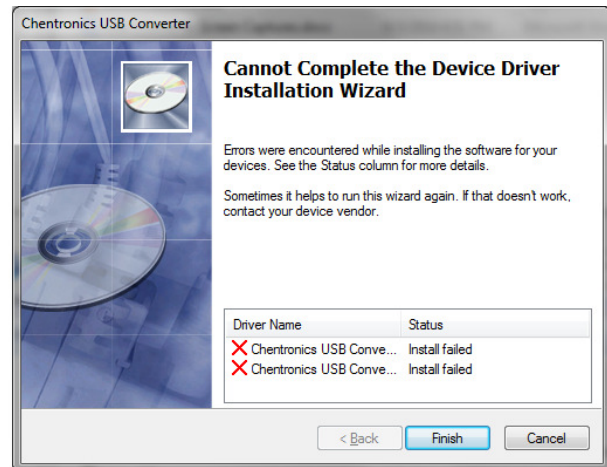 Chentronics USB Converter
Cannot Complete the Device Driver
Installation Wizard
Errors were encountered while installing the software for your
devices. See the Status column for more details.
Sometimes it helps to run this wizard again. If that doesn't work,
contact your device vendor.
Driver Name Status
Chentronics USB Conve... Install failed
Chentronics USB Conve... Install failed
< Back Finish Cancel